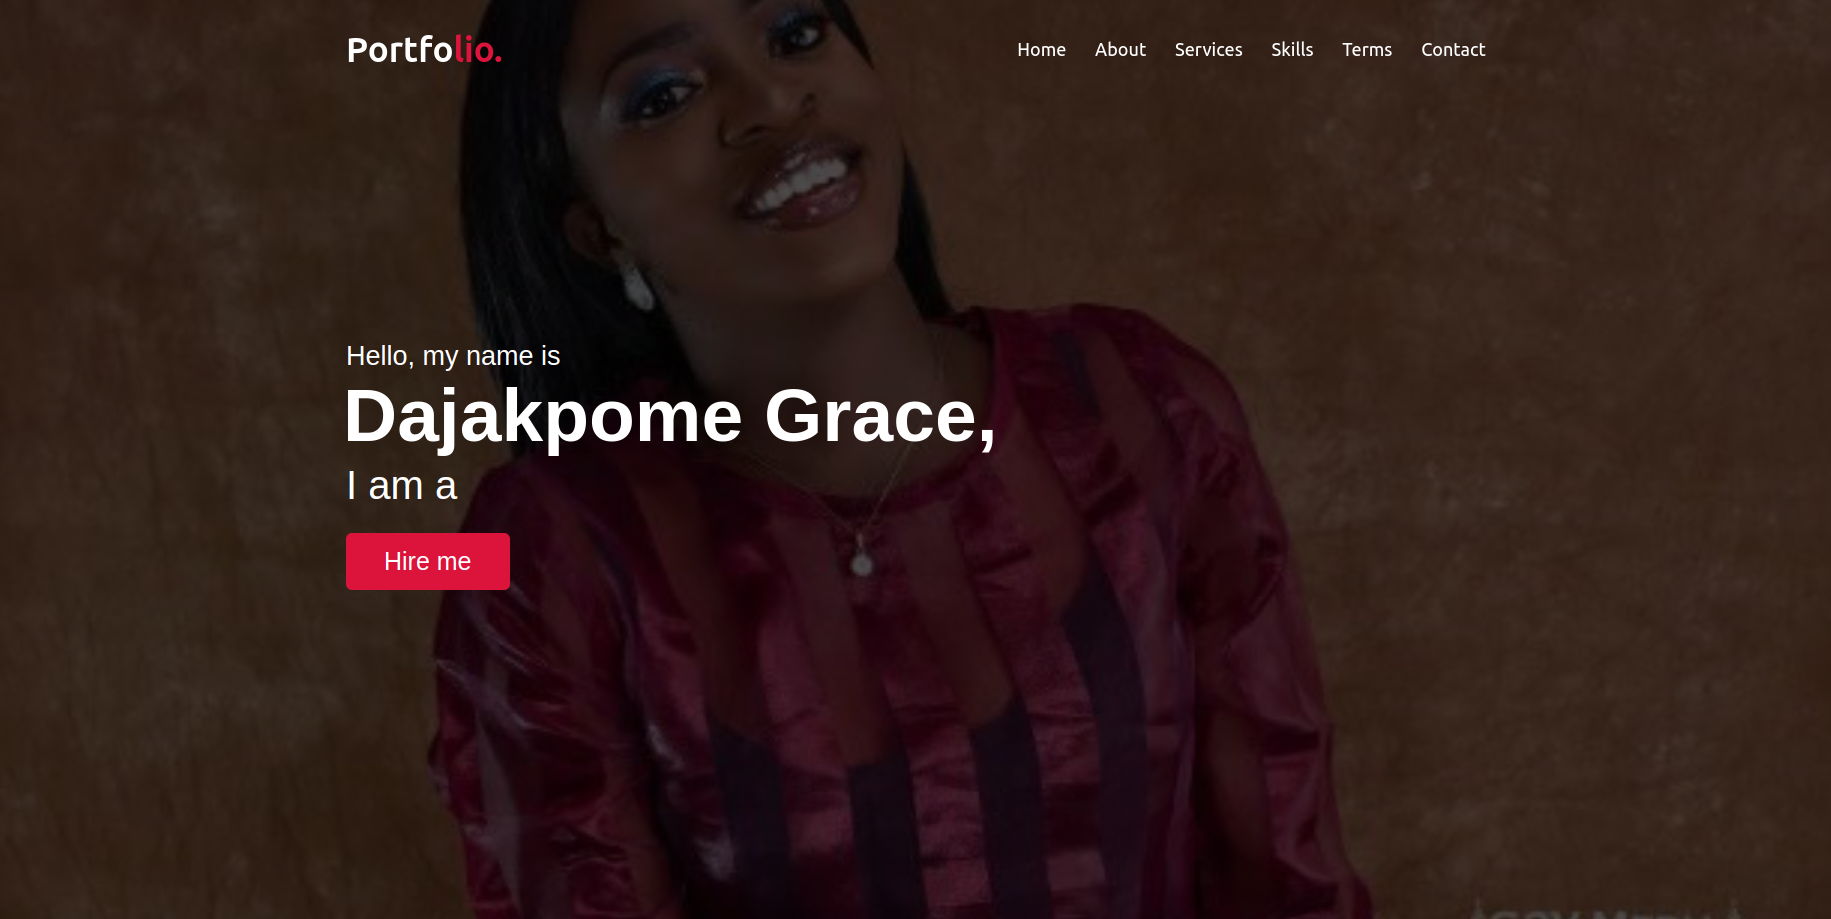 Portfolio.
Home About Services Skills Terms Contact
Hello, my name is
Dajakpome Grace,
I am a
Hire me